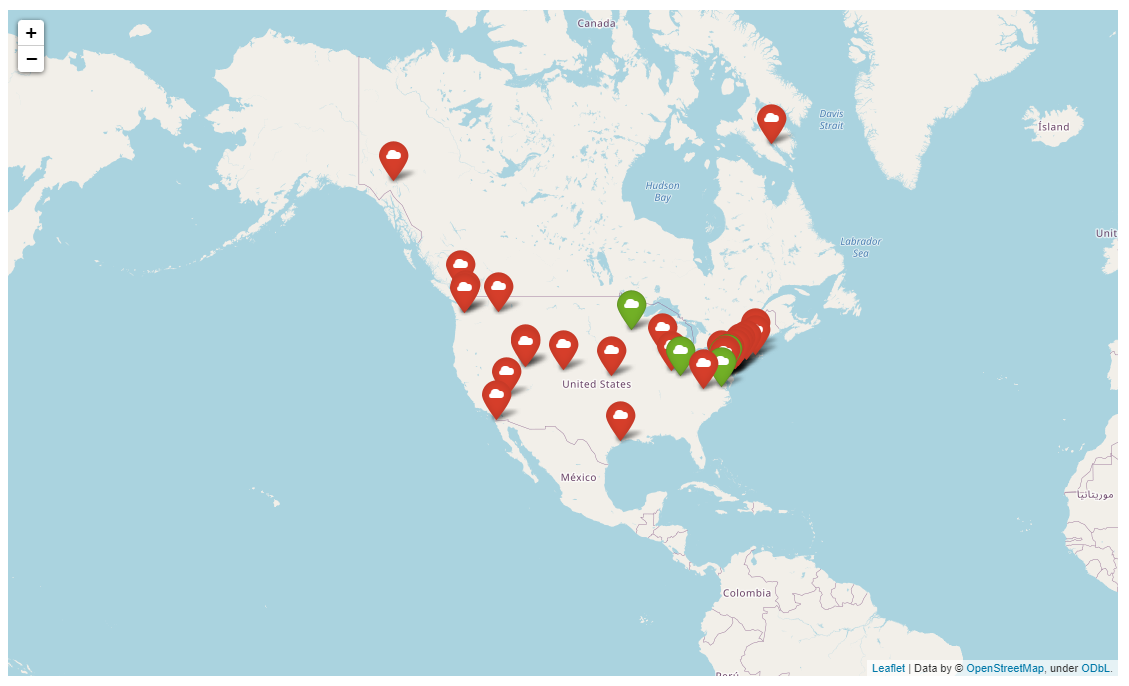 +
−
Canada
Davis
Strait
Ísland
Hudson
Bay
Labrador
Sea
Unit
United States
México
موريتانيا
Colombia
Perú
Leaflet | Data by © OpenStreetMap, under ODbL.